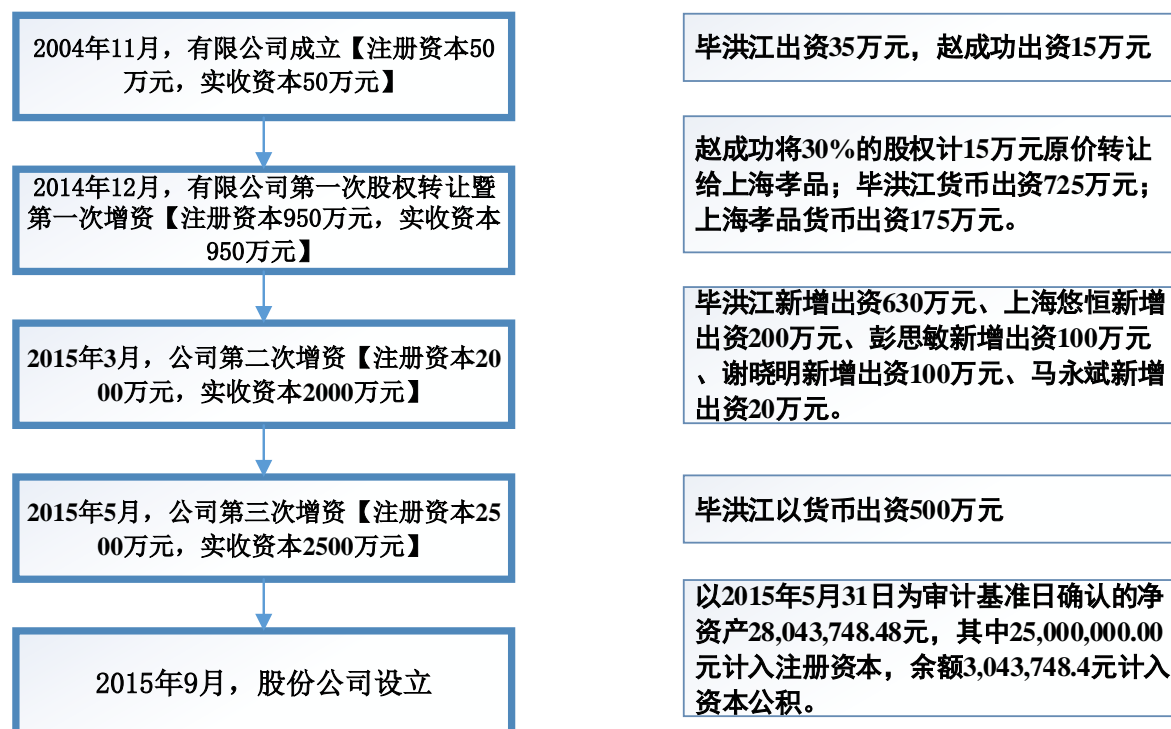 2004年11月，有限公司成立【注册资本50
万元，实收资本50万元】
毕洪江出资35万元，赵成功出资15万元
2014年12月，有限公司第一次股权转让暨
第一次增资【注册资本950万元，实收资本
950万元】
赵成功将30%的股权计15万元原价转让
给上海孝品；毕洪江货币出资725万元；
上海孝品货币出资175万元。
2015年3月，公司第二次增资【注册资本20
00万元，实收资本2000万元】
毕洪江新增出资630万元、上海悠恒新增
出资200万元、彭思敏新增出资100万元
、谢晓明新增出资100万元、马永斌新增
出资20万元。
2015年5月，公司第三次增资【注册资本25
00万元，实收资本2500万元】
毕洪江以货币出资500万元
2015年9月，股份公司设立
以2015年5月31日为审计基准日确认的净
资产28,043,748.48元，其中25,000,000.00
元计入注册资本，余额3,043,748.4元计入
资本公积。